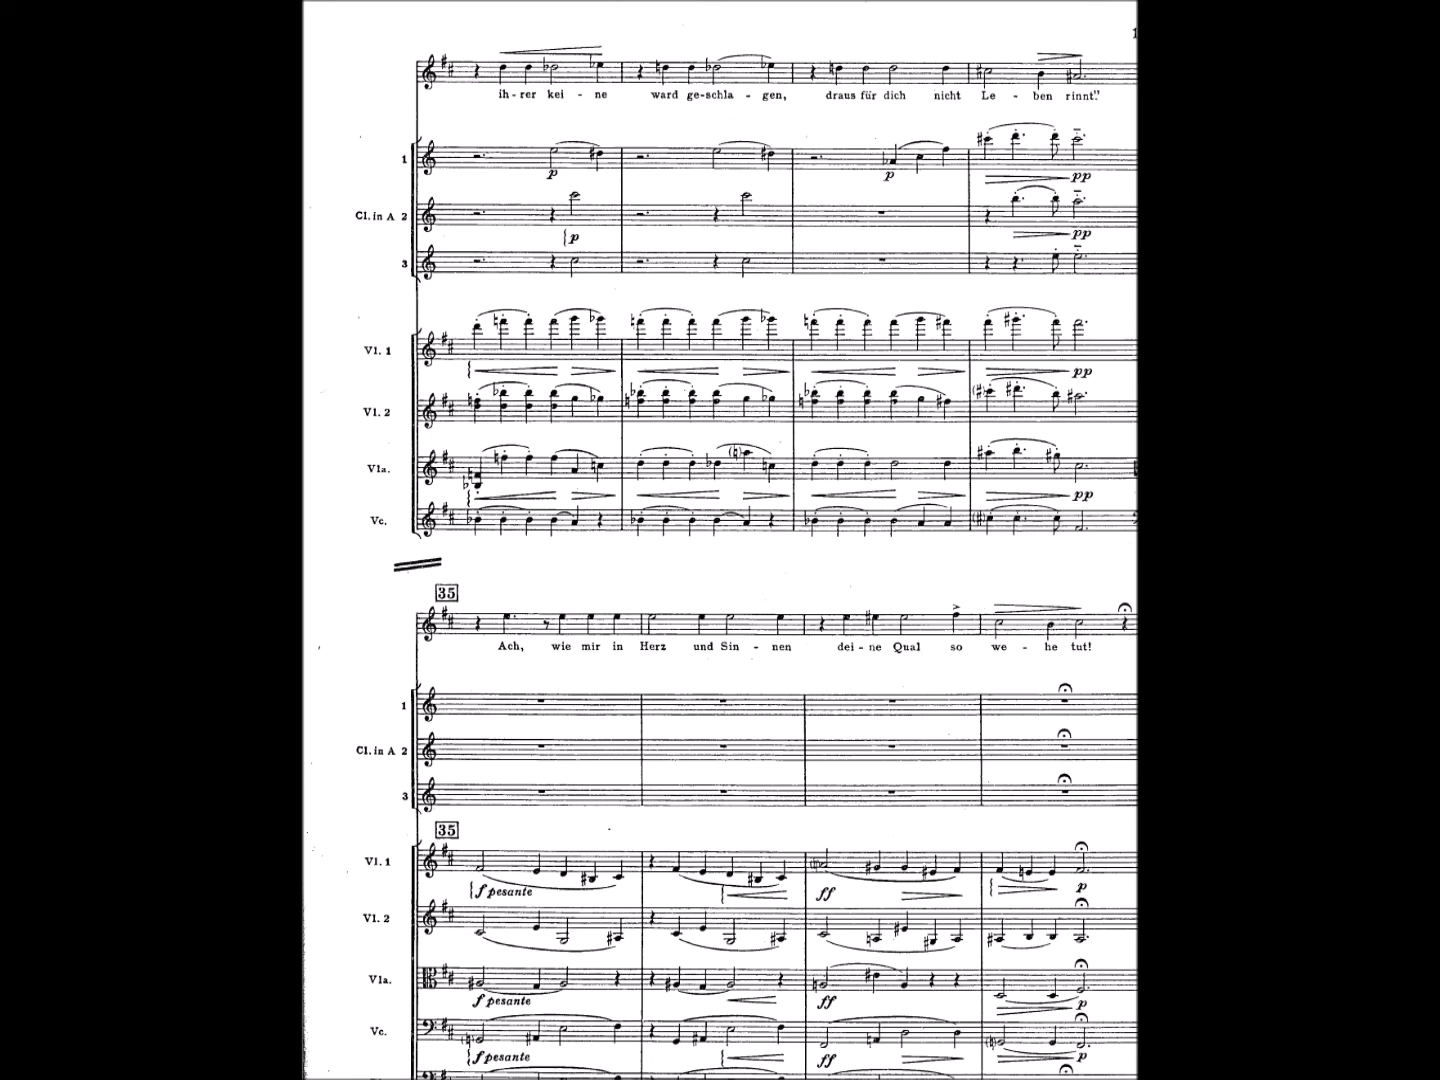 1
ih - rer kei - ne ward ge-schla - gen, draus für dich nicht Le - ben rinnt."
1
p p pp
Cl. in A 2
p pp
3
Vl. 1
pp
Vl. 2
Vla.
pp
Vc.
35
Ach, wie mir in Herz und Sin - nen dei - ne Qual so we - he tut!
1
Cl. in A 2
3
35
Vl. 1
f pesante ff p
Vl. 2
Vla.
f pesante ff p
Vc.
f pesante ff p